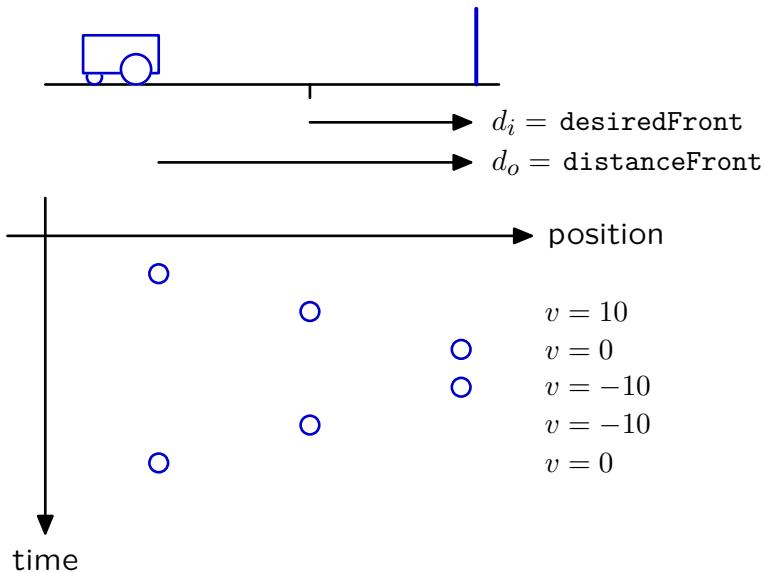 d_i = desiredFront
d_o = distanceFront
position
v = 10
v = 0
v = −10
v = −10
v = 0
time